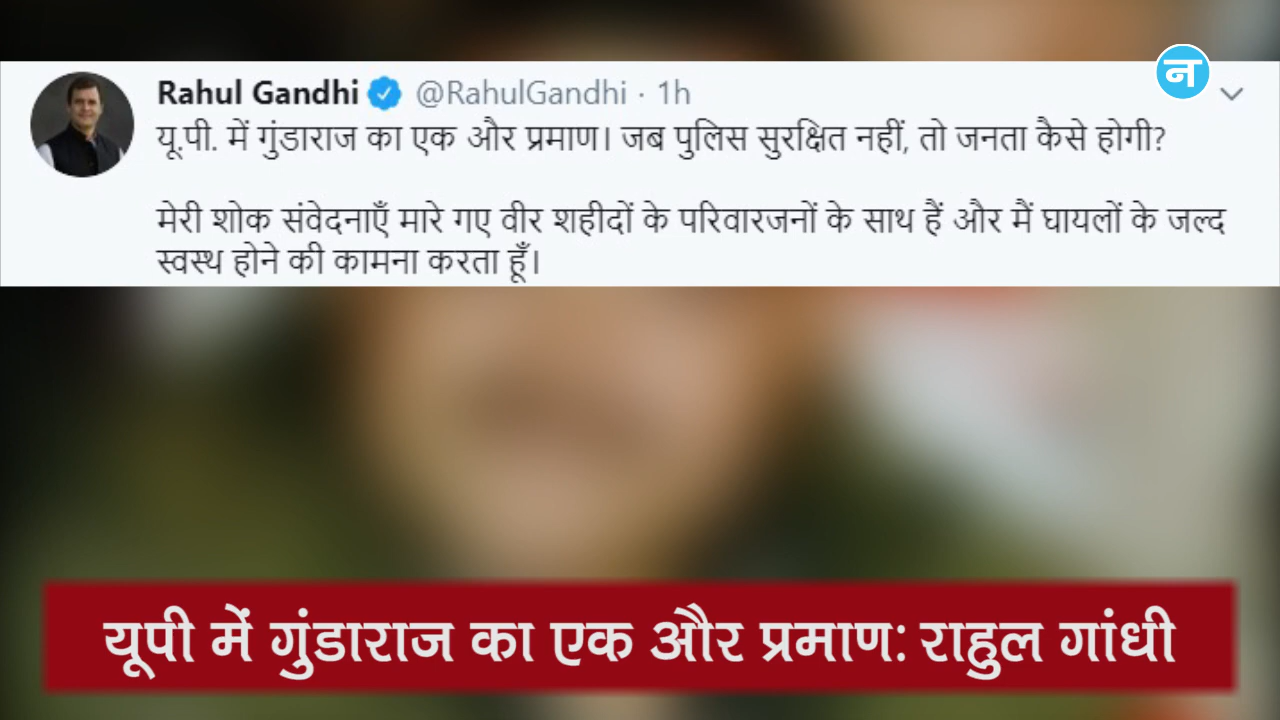 न
Rahul Gandhi @RahulGandhi · 1h
यू.पी. में गुंडाराज का एक और प्रमाण। जब पुलिस सुरक्षित नहीं, तो जनता कैसे होगी?
मेरी शोक संवेदनाएँ मारे गए वीर शहीदों के परिवारजनों के साथ हैं और मैं घायलों के जल्द
स्वस्थ होने की कामना करता हूँ।
यूपी में गुंडाराज का एक और प्रमाण: राहुल गांधी